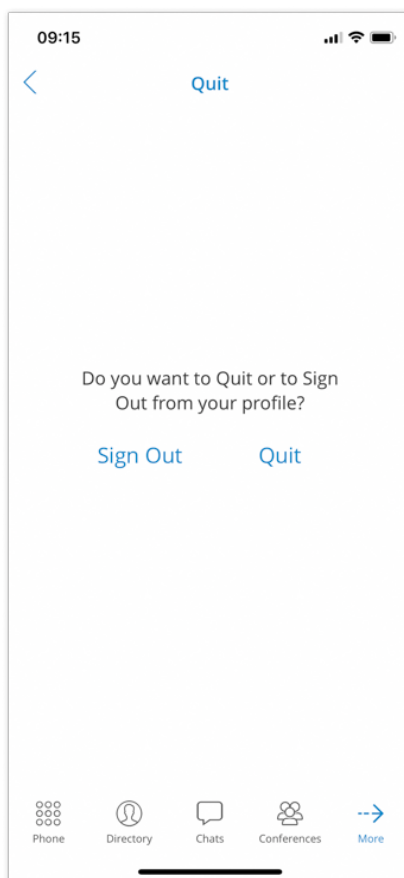 09:15
Quit
Do you want to Quit or to Sign
Out from your profile?
Sign Out Quit
Phone Directory Chats Conferences More